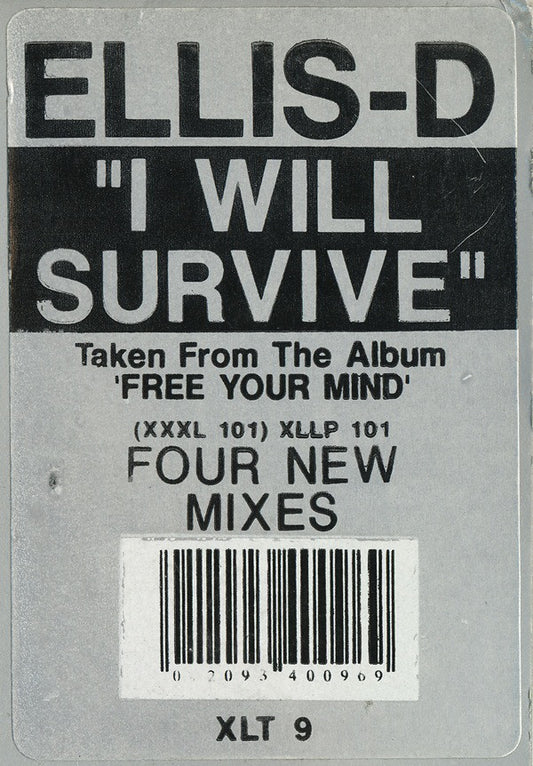 ELLIS-D
"I WILL
SURVIVE"
Taken From The Album
'FREE YOUR MIND'
(XXXL 101) XLLP 101
FOUR NEW
MIXES
2093 400969
XLT 9